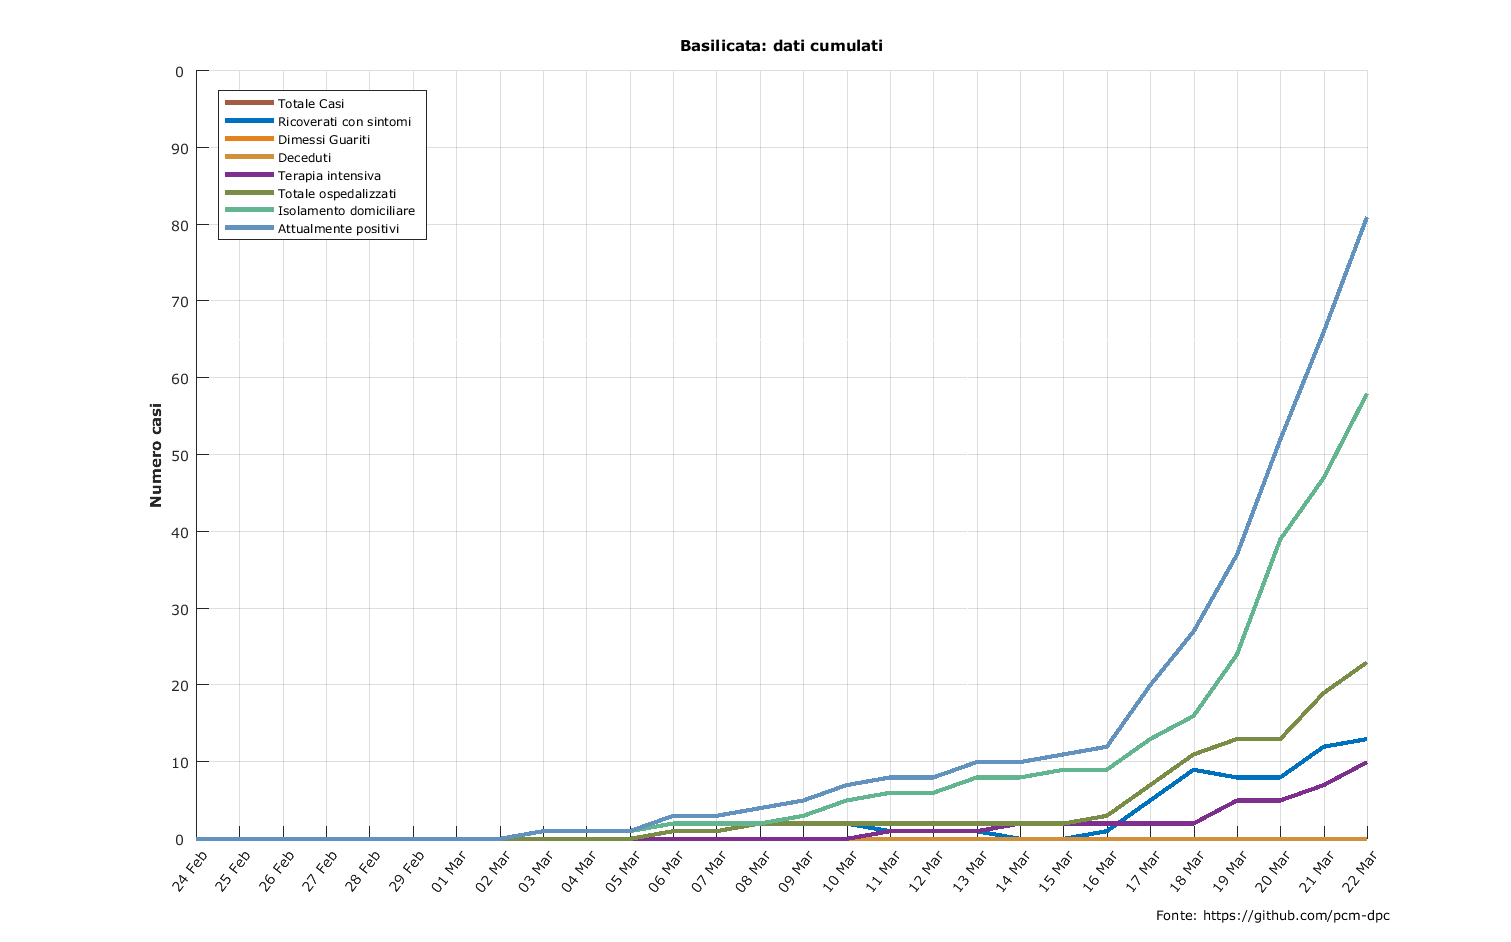 Basilicata: dati cumulati
0
90
80
70
60
50
40
30
20
10
0
Numero casi
Totale Casi
Ricoverati con sintomi
Dimessi Guariti
Deceduti
Terapia intensiva
Totale ospedalizzati
Isolamento domiciliare
Attualmente positivi
24 Feb
25 Feb
26 Feb
27 Feb
28 Feb
29 Feb
01 Mar
02 Mar
03 Mar
04 Mar
05 Mar
06 Mar
07 Mar
08 Mar
09 Mar
10 Mar
11 Mar
12 Mar
13 Mar
14 Mar
15 Mar
16 Mar
17 Mar
18 Mar
19 Mar
20 Mar
21 Mar
22 Mar
Fonte: https://github.com/pcm-dpc